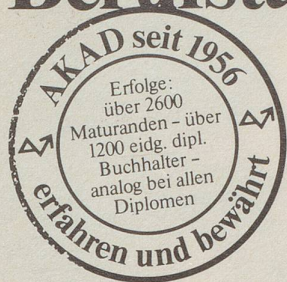 AKAD seit 1956
Erfolge:
über 2600
Maturanden – über
1200 eidg. dipl.
Buchhalter –
analog bei allen
Diplomen
erfahren und bewährt